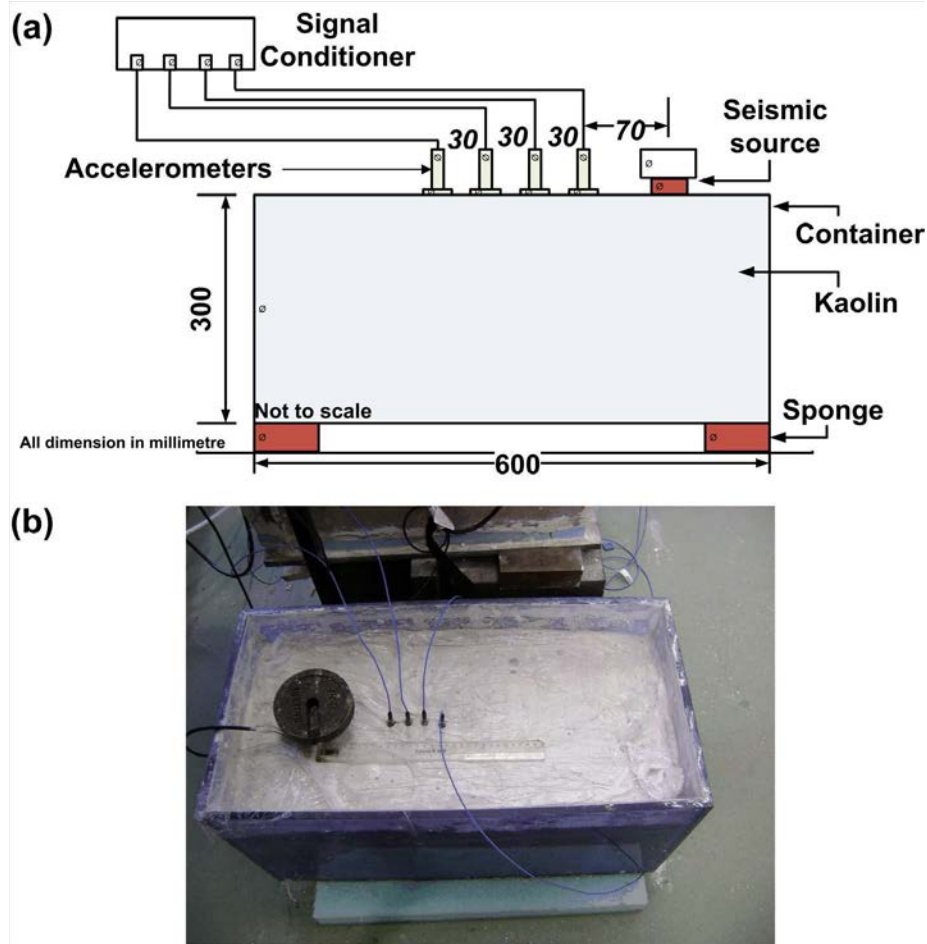 (a)
Signal
Conditioner
30 30 30 70
Seismic
source
Accelerometers
Container
Kaolin
300
Not to scale
Sponge
All dimension in millimetre
600
(b)